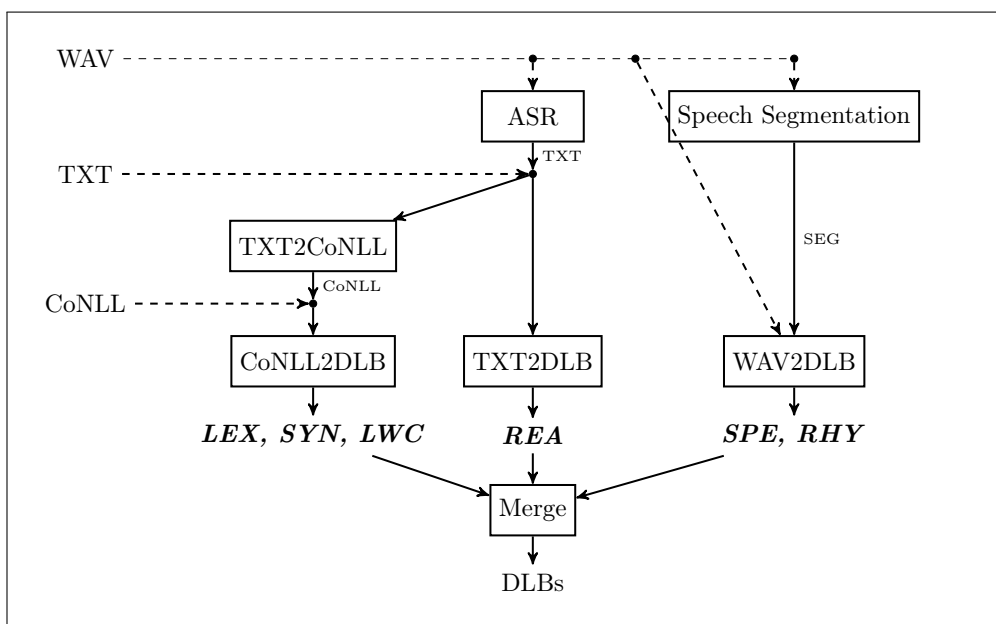 WAV
ASR
Speech Segmentation
TXT
TXT
TXT2CoNLL
SEG
CoNLL
CoNLL
CoNLL2DLB
TXT2DLB
WAV2DLB
LEX, SYN, LWC
REA
SPE, RHY
Merge
DLBs